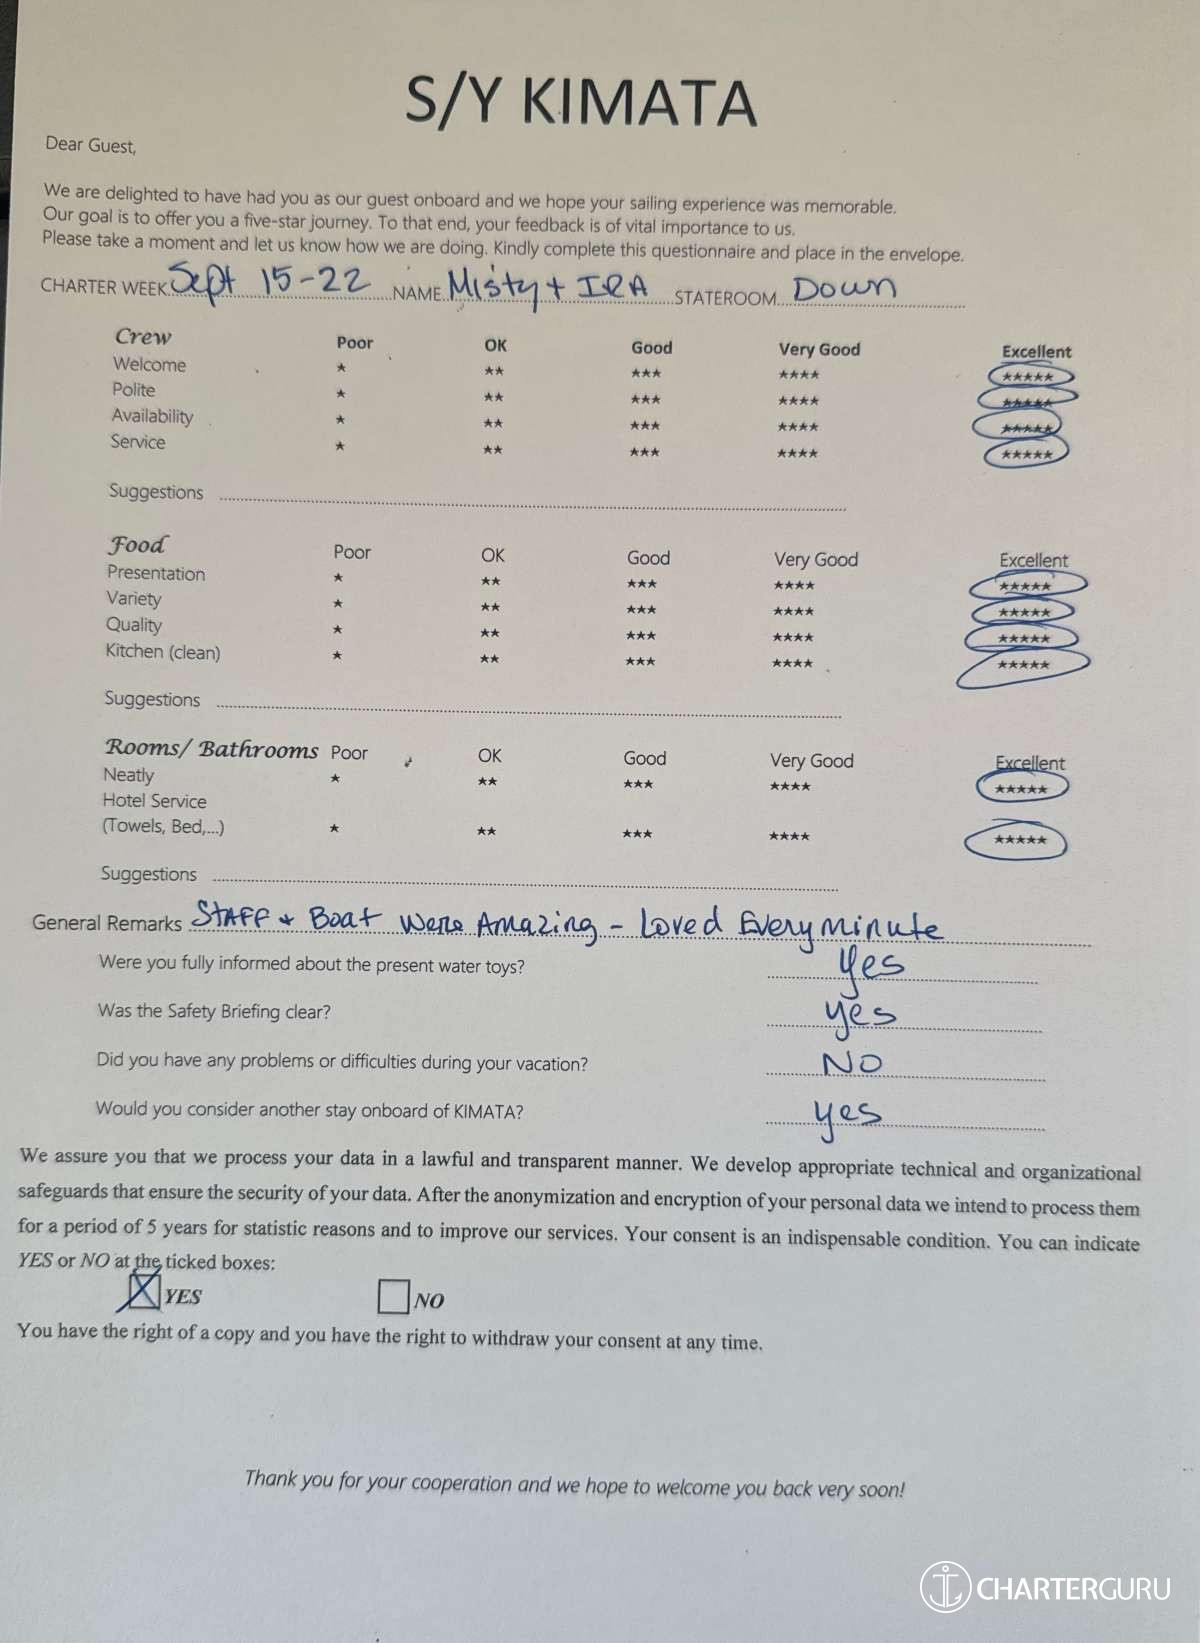 S/Y KIMATA
Dear Guest,
We are delighted to have had you as our guest onboard and we hope your sailing experience was memorable.
Our goal is to offer you a five-star journey. To that end, your feedback is of vital importance to us.
Please take a moment and let us know how we are doing. Kindly complete this questionnaire and place in the envelope.
CHARTER WEEK Sept 15-22 NAME Misty + IRA STATEROOM Down
Crew Poor OK Good Very Good Excellent
Welcome ★ ★★ ★★★ ★★★★ ★★★★★
Polite ★ ★★ ★★★ ★★★★ ★★★★★
Availability ★ ★★ ★★★ ★★★★ ★★★★★
Service ★ ★★ ★★★ ★★★★ ★★★★★
Suggestions
Food Poor OK Good Very Good Excellent
Presentation ★ ★★ ★★★ ★★★★ ★★★★★
Variety ★ ★★ ★★★ ★★★★ ★★★★★
Quality ★ ★★ ★★★ ★★★★ ★★★★★
Kitchen (clean) ★ ★★ ★★★ ★★★★ ★★★★★
Suggestions
Rooms/ Bathrooms Poor OK Good Very Good Excellent
Neatly ★ ★★ ★★★ ★★★★ ★★★★★
Hotel Service
(Towels, Bed,...) ★ ★★ ★★★ ★★★★ ★★★★★
Suggestions
General Remarks STAFF + Boat were Amazing - Loved Every minute
Were you fully informed about the present water toys? Yes
Was the Safety Briefing clear? yes
Did you have any problems or difficulties during your vacation? NO
Would you consider another stay onboard of KIMATA? yes
We assure you that we process your data in a lawful and transparent manner. We develop appropriate technical and organizational
safeguards that ensure the security of your data. After the anonymization and encryption of your personal data we intend to process them
for a period of 5 years for statistic reasons and to improve our services. Your consent is an indispensable condition. You can indicate
YES or NO at the ticked boxes:
X YES NO
You have the right of a copy and you have the right to withdraw your consent at any time.
Thank you for your cooperation and we hope to welcome you back very soon!
CHARTERGURU